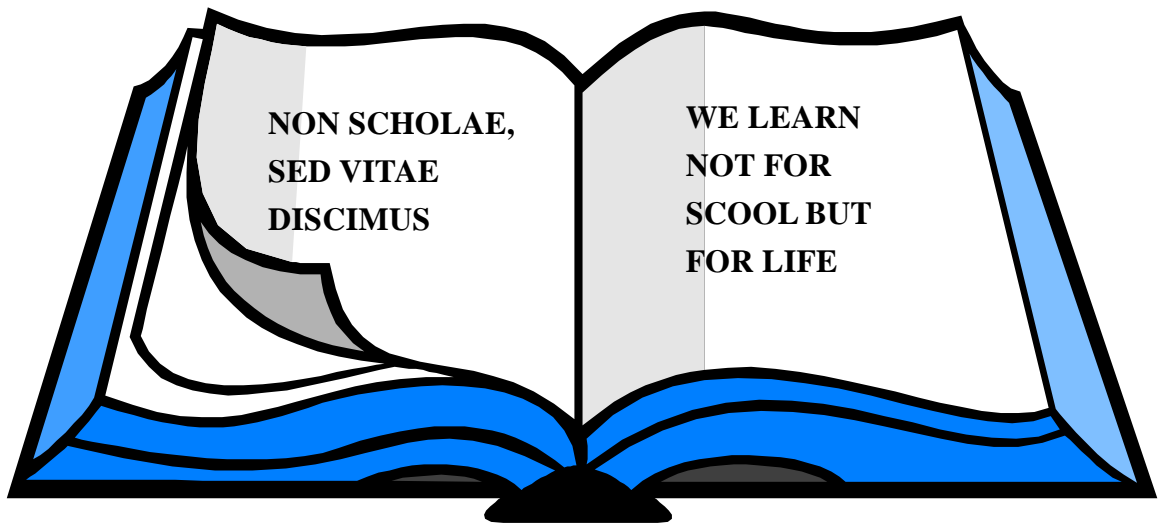 NON SCHOLAE,
SED VITAE
DISCIMUS
WE LEARN
NOT FOR
SCOOL BUT
FOR LIFE